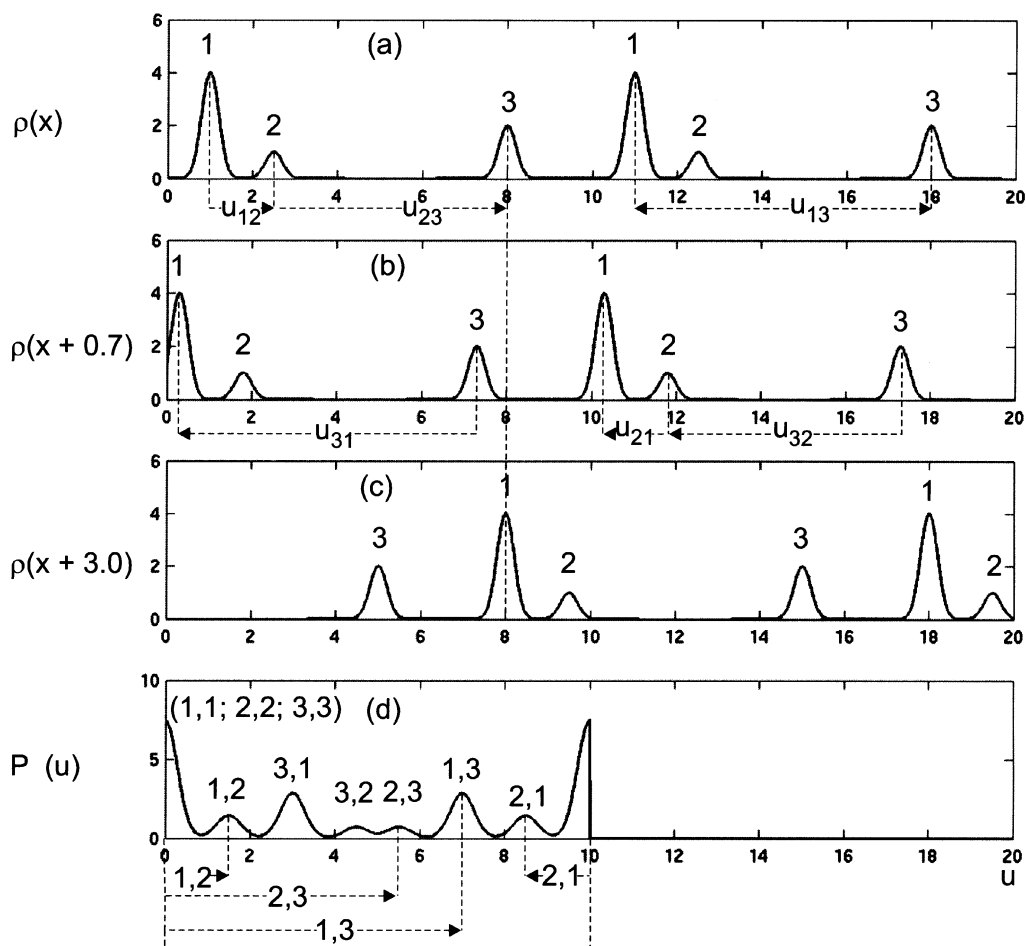 6
1 (a) 1
4
3 3
ρ(x) 2 2 2
0
0 2 4 6 8 10 12 14 16 18 20
u12 u23 u13
6
1 (b) 1
4
3 3
ρ(x + 0.7) 2 2 2
0
0 2 4 6 8 10 12 14 16 18 20
u31 u21 u32
6
(c) 1 1
4
3 3
ρ(x + 3.0) 2 2 2
0
0 2 4 6 8 10 12 14 16 18 20
10
(1,1; 2,2; 3,3) (d)
P (u) 5 1,2 3,1 3,2 2,3 1,3 2,1
0
0 2 4 6 8 10 12 14 16 18 20
1,2 2,1 u
2,3
1,3